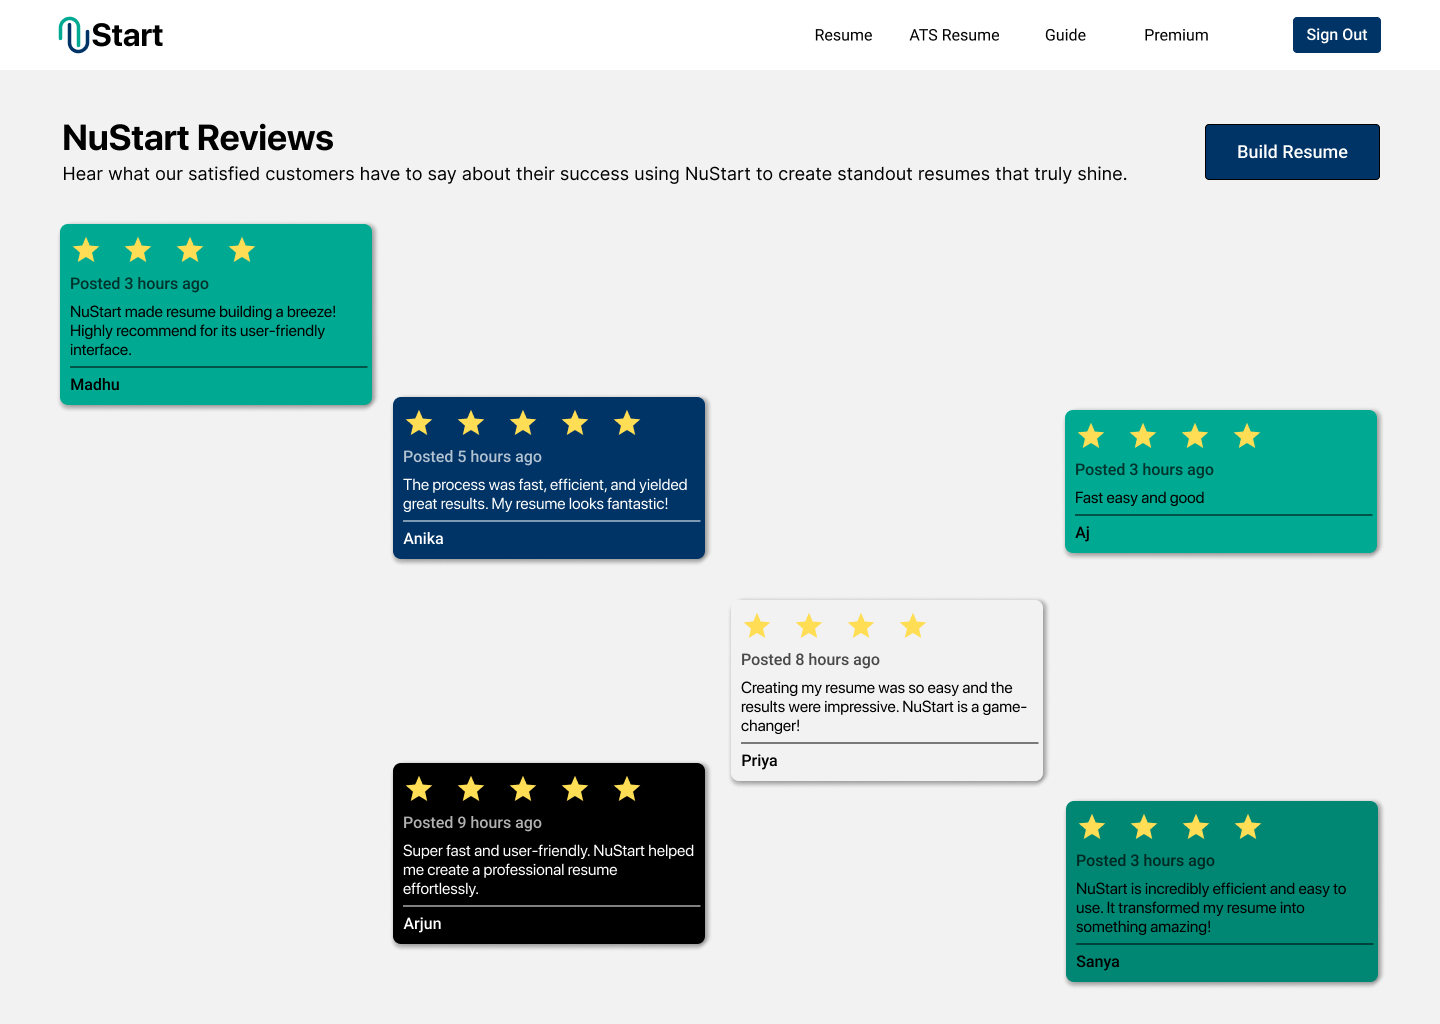 NuStart
Resume
ATS Resume
Guide
Premium
Sign Out
NuStart Reviews
Hear what our satisfied customers have to say about their success using NuStart to create standout resumes that truly shine.
Build Resume
Posted 3 hours ago
NuStart made resume building a breeze!
Highly recommend for its user-friendly
interface.
Madhu
Posted 5 hours ago
The process was fast, efficient, and yielded
great results. My resume looks fantastic!
Anika
Posted 3 hours ago
Fast easy and good
Aj
Posted 8 hours ago
Creating my resume was so easy and the
results were impressive. NuStart is a game-
changer!
Priya
Posted 9 hours ago
Super fast and user-friendly. NuStart helped
me create a professional resume
effortlessly.
Arjun
Posted 3 hours ago
NuStart is incredibly efficient and easy to
use. It transformed my resume into
something amazing!
Sanya